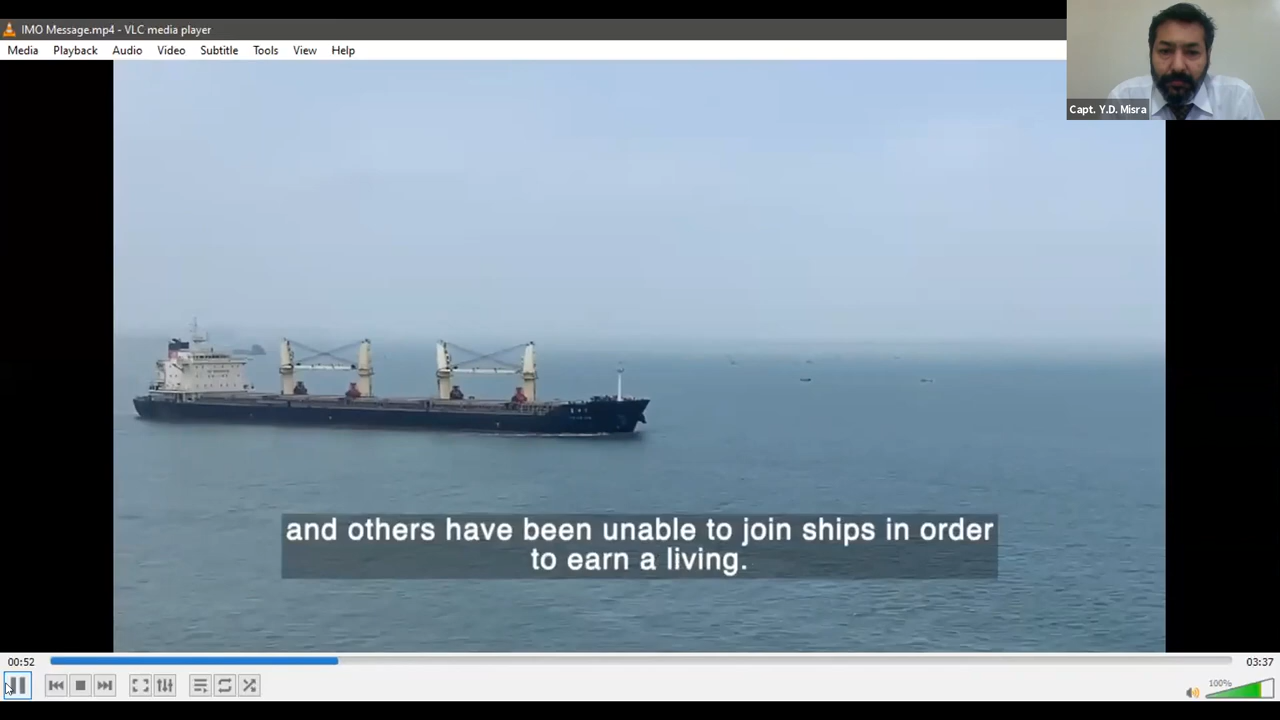 IMO Message.mp4 - VLC media player
Media Playback Audio Video Subtitle Tools View Help
Capt. Y.D. Misra
and others have been unable to join ships in order
to earn a living.
00:52
03:37
100%